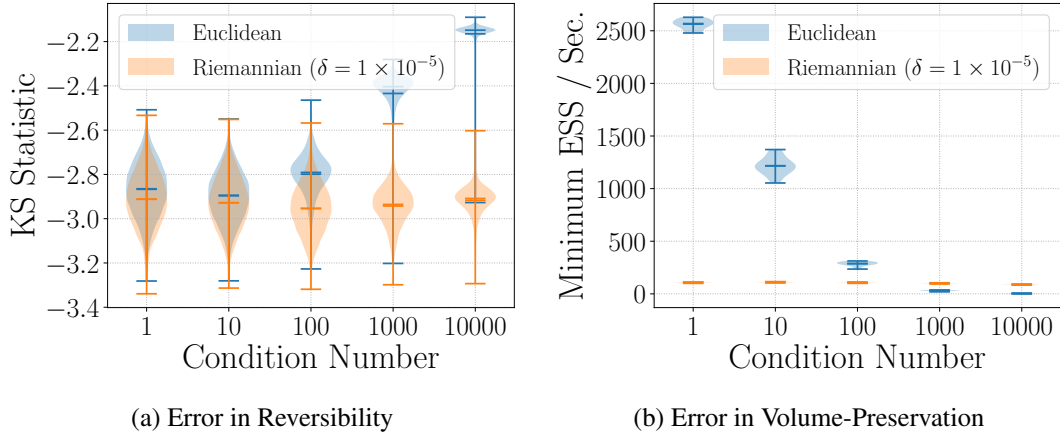 KS Statistic
−2.2
−2.4
−2.6
−2.8
−3.0
−3.2
−3.4
Euclidean
Riemannian (δ = 1 × 10⁻⁵)
1 10 100 1000 10000
Condition Number
(a) Error in Reversibility
Minimum ESS / Sec.
2500
2000
1500
1000
500
0
Euclidean
Riemannian (δ = 1 × 10⁻⁵)
1 10 100 1000 10000
Condition Number
(b) Error in Volume-Preservation